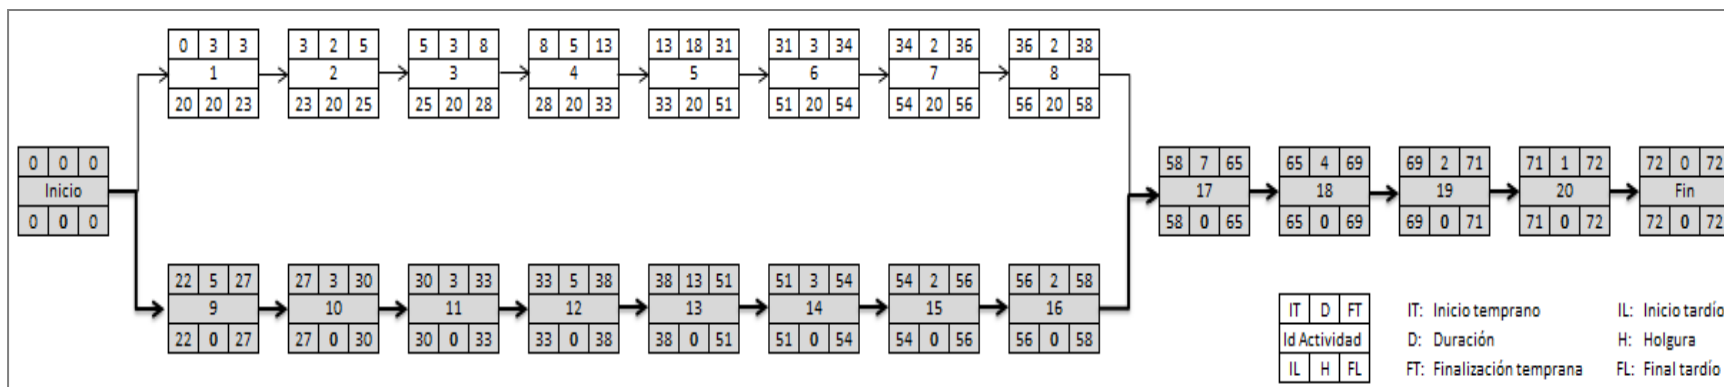 0 3 3 3 2 5 5 3 8 8 5 13 13 18 31 31 3 34 34 2 36 36 2 38
1 2 3 4 5 6 7 8
20 20 23 23 20 25 25 20 28 28 20 33 33 20 51 51 20 54 54 20 56 56 20 58
0 0 0 58 7 65 65 4 69 69 2 71 71 1 72 72 0 72
Inicio 17 18 19 20 Fin
0 0 0 58 0 65 65 0 69 69 0 71 71 0 72 72 0 72
22 5 27 27 3 30 30 3 33 33 5 38 38 13 51 51 3 54 54 2 56 56 2 58
9 10 11 12 13 14 15 16
22 0 27 27 0 30 30 0 33 33 0 38 38 0 51 51 0 54 54 0 56 56 0 58
IT D FT IT: Inicio temprano IL: Inicio tardío
Id Actividad D: Duración H: Holgura
IL H FL FT: Finalización temprana FL: Final tardío